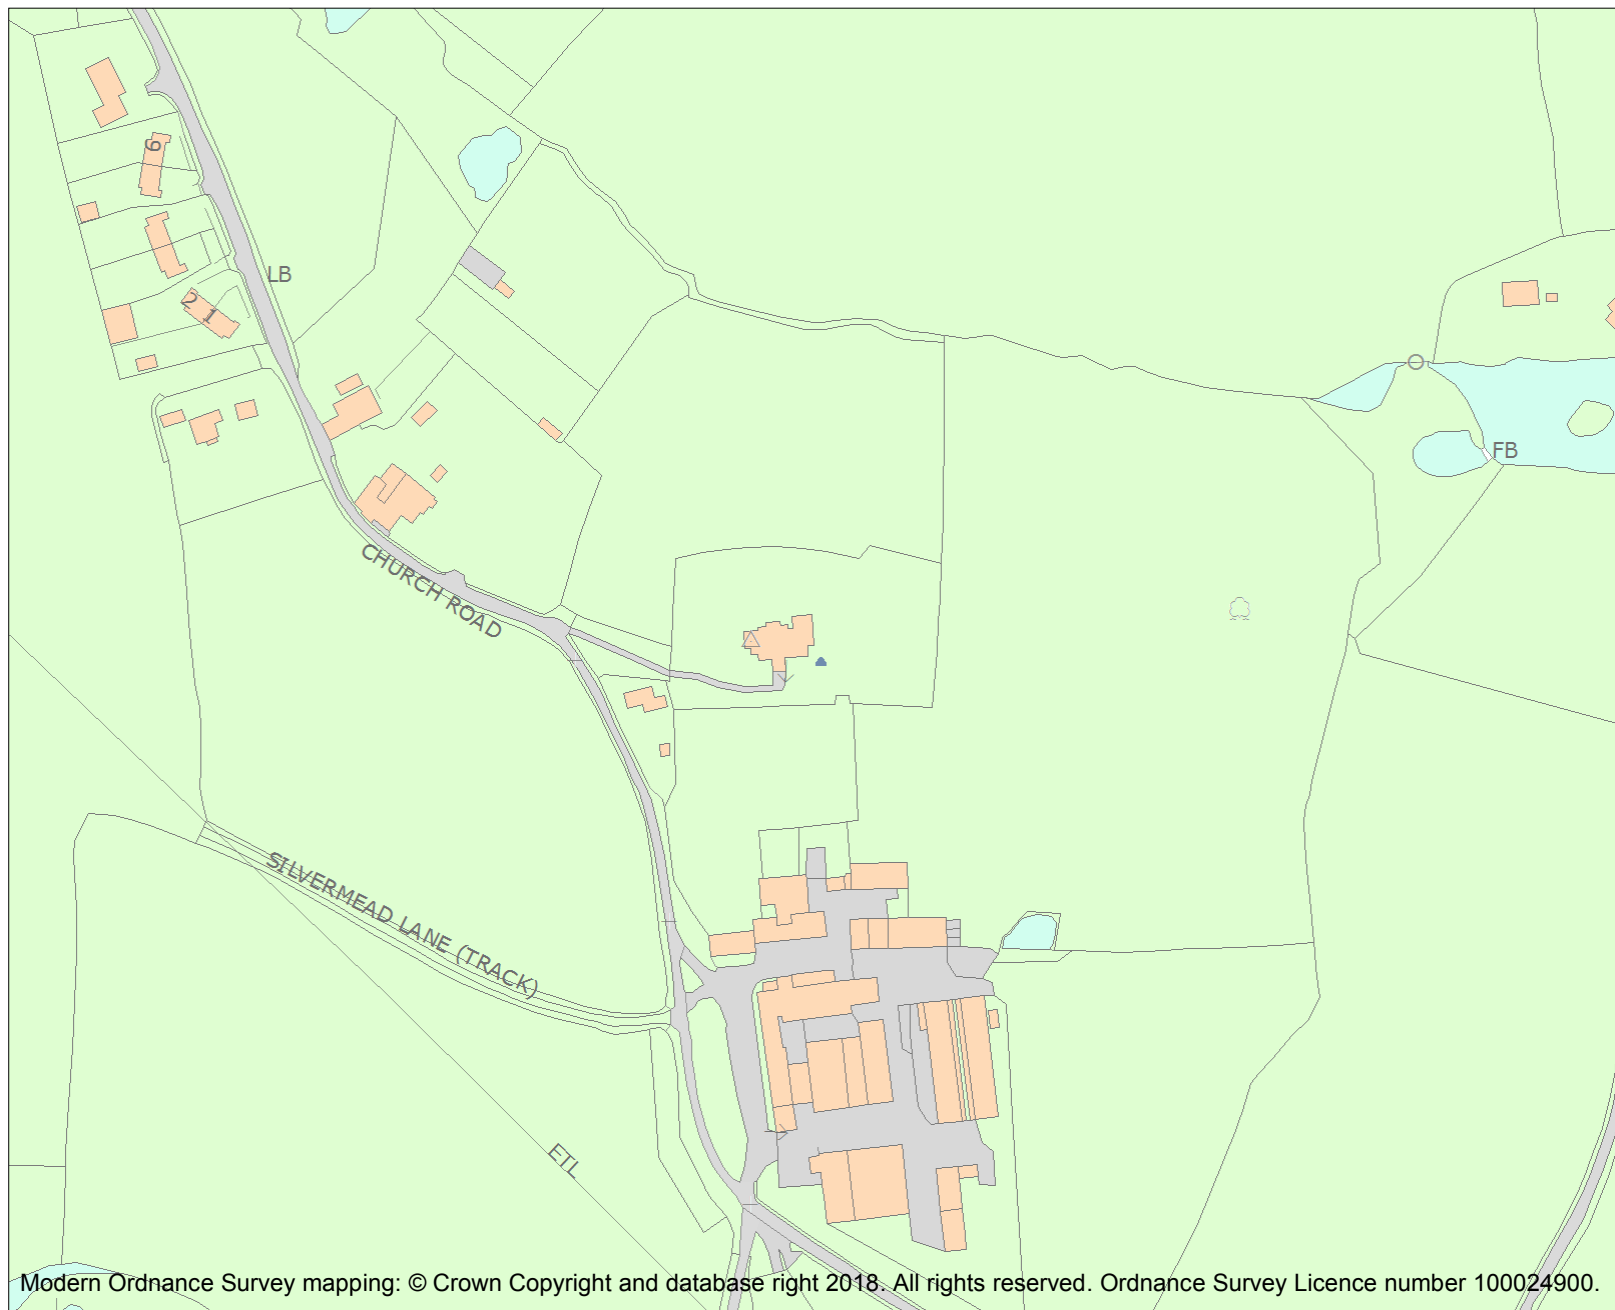 6
LB
2 1
FB
CHURCH ROAD
SILVERMEAD LANE (TRACK)
ETL
Modern Ordnance Survey mapping: © Crown Copyright and database right 2018. All rights reserved. Ordnance Survey Licence number 100024900.